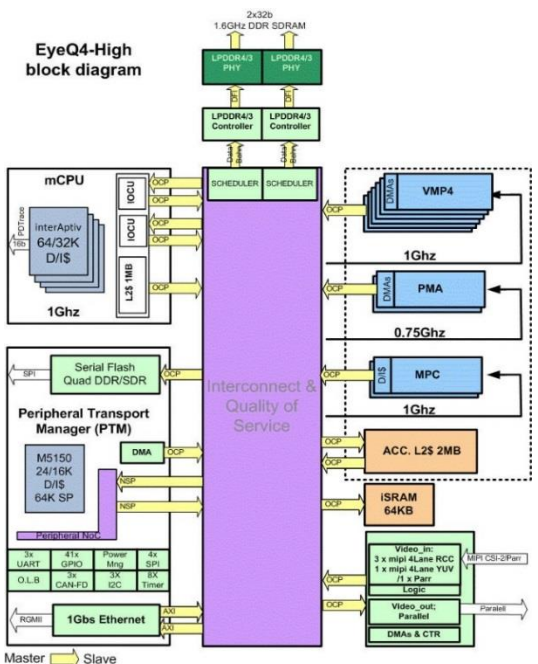 2x32b
1.6GHz DDR SDRAM
EyeQ4-High
block diagram
LPDDR4/3
PHY
LPDDR4/3
PHY
DFI
DFI
LPDDR4/3
Controller
LPDDR4/3
Controller
Data
Data
SCHEDULER
SCHEDULER
mCPU
PDTrace
16b
interAptiv
64/32K
D/I$
1Ghz
IOCU
IOCU
L2$ 1MB
OCP
OCP
OCP
DMAs
VMP4
OCP
1Ghz
DMAs
PMA
OCP
0.75Ghz
D/I$
MPC
OCP
1Ghz
Interconnect &
Quality of
Service
SPI
Serial Flash
Quad DDR/SDR
OCP
Peripheral Transport
Manager (PTM)
M5150
24/16K
D/I$
64K SP
DMA
OCP
NSP
NSP
Peripheral NoC
3x
UART
41x
GPIO
Power
Mng
4x
SPI
O.L.B
3x
CAN-FD
3X
I2C
8X
Timer
RGMII
1Gbs Ethernet
AXI
AXI
OCP
OCP
ACC. L2$ 2MB
OCP
iSRAM
64KB
Video_in:
3 x mipi 4Lane RCC
1 x mipi 4Lane YUV
/1 x Parr
Logic
MIPI CSI-2/Parr
OCP
OCP
Video_out;
Parallel
Paralell
DMAs & CTR
Master
Slave